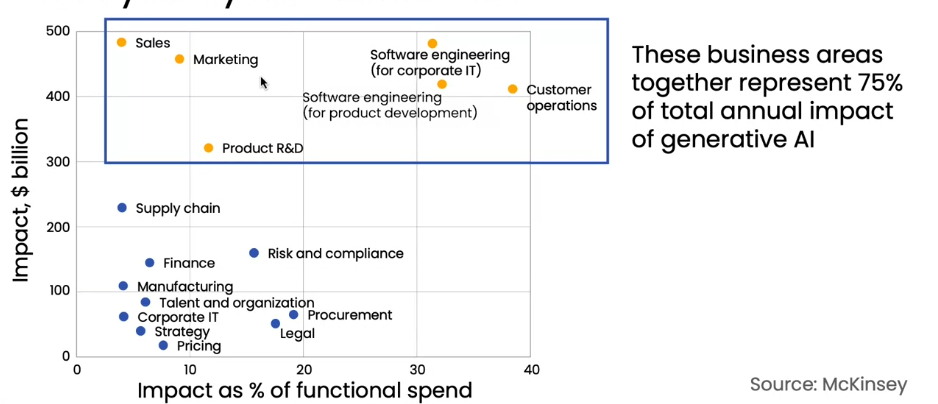 500
400
300
200
100
0
Impact, $ billion
Sales
Marketing
Software engineering
(for corporate IT)
Software engineering
(for product development)
Customer
operations
Product R&D
Supply chain
Risk and compliance
Finance
Manufacturing
Talent and organization
Corporate IT
Procurement
Strategy
Legal
Pricing
0
10
20
30
40
Impact as % of functional spend
These business areas
together represent 75%
of total annual impact
of generative AI
Source: McKinsey